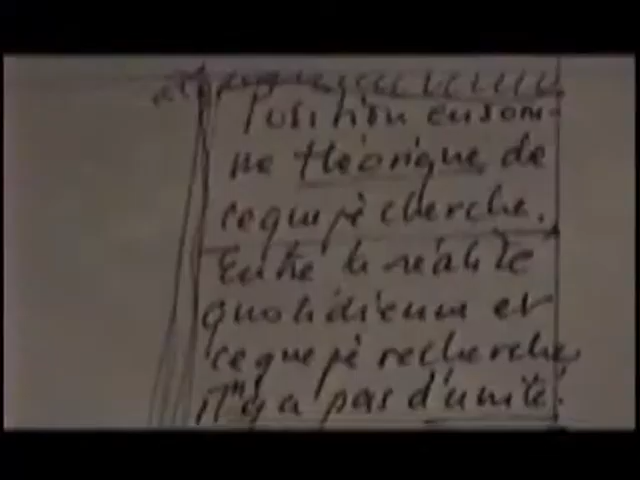 Position en som-
me théorique de
ce que je cherche.
Entre la réalité
quotidienne et
ce que je recherche
il n'y a pas d'unité.